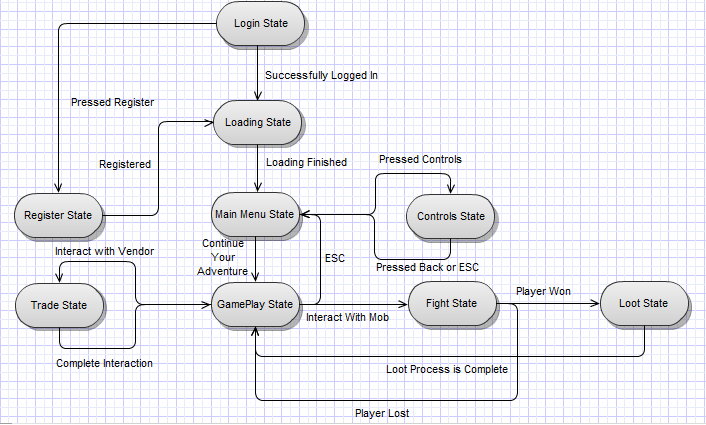 Login State
Successfully Logged In
Pressed Register
Loading State
Registered
Loading Finished
Pressed Controls
Register State
Main Menu State
Controls State
Interact with Vendor
Continue
Your
Adventure
ESC
Pressed Back or ESC
Trade State
GamePlay State
Interact With Mob
Fight State
Player Won
Loot State
Complete Interaction
Loot Process is Complete
Player Lost